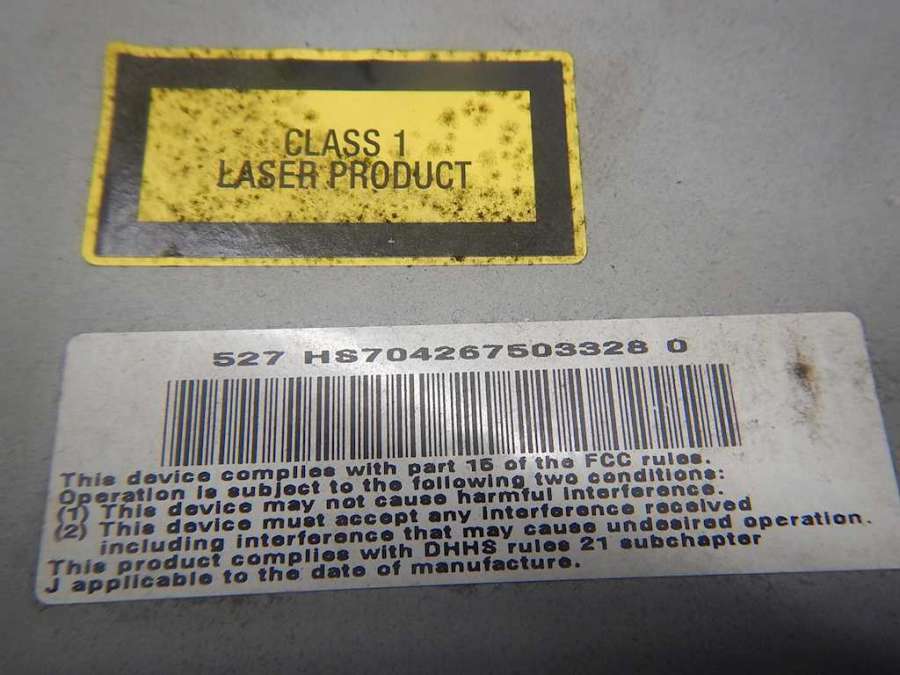 CLASS 1
LASER PRODUCT
527 HS704267503328 0
This device complies with part 15 of the FCC rules.
Operation is subject to the following two conditions:
(1) This device may not cause harmful interference.
(2) This device must accept any interference received
including interference that may cause undesired operation.
This product complies with DHHS rules 21 subchapter
J applicable to the date of manufacture.